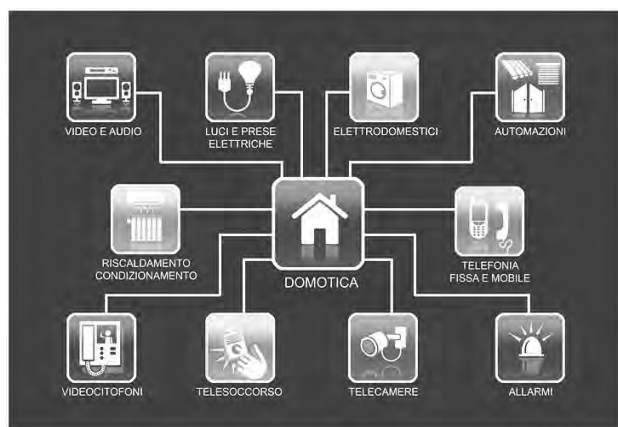 VIDEO E AUDIO
LUCI E PRESE
ELETTRICHE
ELETTRODOMESTICI
AUTOMAZIONI
RISCALDAMENTO
CONDIZIONAMENTO
DOMOTICA
TELEFONIA
FISSA E MOBILE
VIDEOCITOFONI
TELESOCCORSO
TELECAMERE
ALLARMI